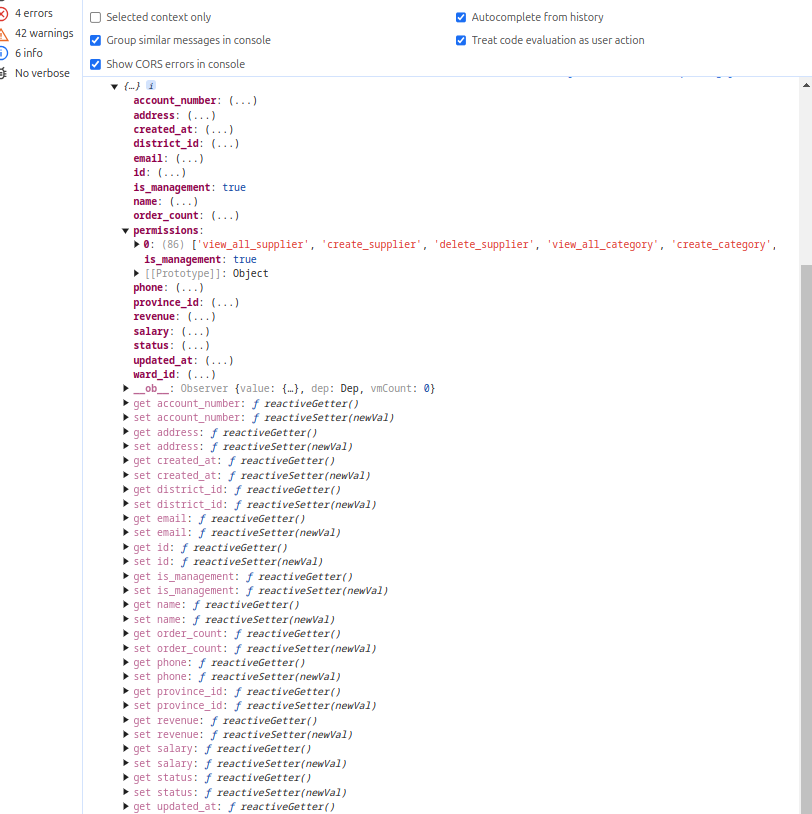 4 errors
42 warnings
6 info
No verbose
Selected context only
Autocomplete from history
Group similar messages in console
Treat code evaluation as user action
Show CORS errors in console
{…} i
account_number: (...)
address: (...)
created_at: (...)
district_id: (...)
email: (...)
id: (...)
is_management: true
name: (...)
order_count: (...)
permissions:
0: (86) ['view_all_supplier', 'create_supplier', 'delete_supplier', 'view_all_category', 'create_category',
is_management: true
[[Prototype]]: Object
phone: (...)
province_id: (...)
revenue: (...)
salary: (...)
status: (...)
updated_at: (...)
ward_id: (...)
__ob__: Observer {value: {…}, dep: Dep, vmCount: 0}
get account_number: ƒ reactiveGetter()
set account_number: ƒ reactiveSetter(newVal)
get address: ƒ reactiveGetter()
set address: ƒ reactiveSetter(newVal)
get created_at: ƒ reactiveGetter()
set created_at: ƒ reactiveSetter(newVal)
get district_id: ƒ reactiveGetter()
set district_id: ƒ reactiveSetter(newVal)
get email: ƒ reactiveGetter()
set email: ƒ reactiveSetter(newVal)
get id: ƒ reactiveGetter()
set id: ƒ reactiveSetter(newVal)
get is_management: ƒ reactiveGetter()
set is_management: ƒ reactiveSetter(newVal)
get name: ƒ reactiveGetter()
set name: ƒ reactiveSetter(newVal)
get order_count: ƒ reactiveGetter()
set order_count: ƒ reactiveSetter(newVal)
get phone: ƒ reactiveGetter()
set phone: ƒ reactiveSetter(newVal)
get province_id: ƒ reactiveGetter()
set province_id: ƒ reactiveSetter(newVal)
get revenue: ƒ reactiveGetter()
set revenue: ƒ reactiveSetter(newVal)
get salary: ƒ reactiveGetter()
set salary: ƒ reactiveSetter(newVal)
get status: ƒ reactiveGetter()
set status: ƒ reactiveSetter(newVal)
get updated_at: ƒ reactiveGetter()